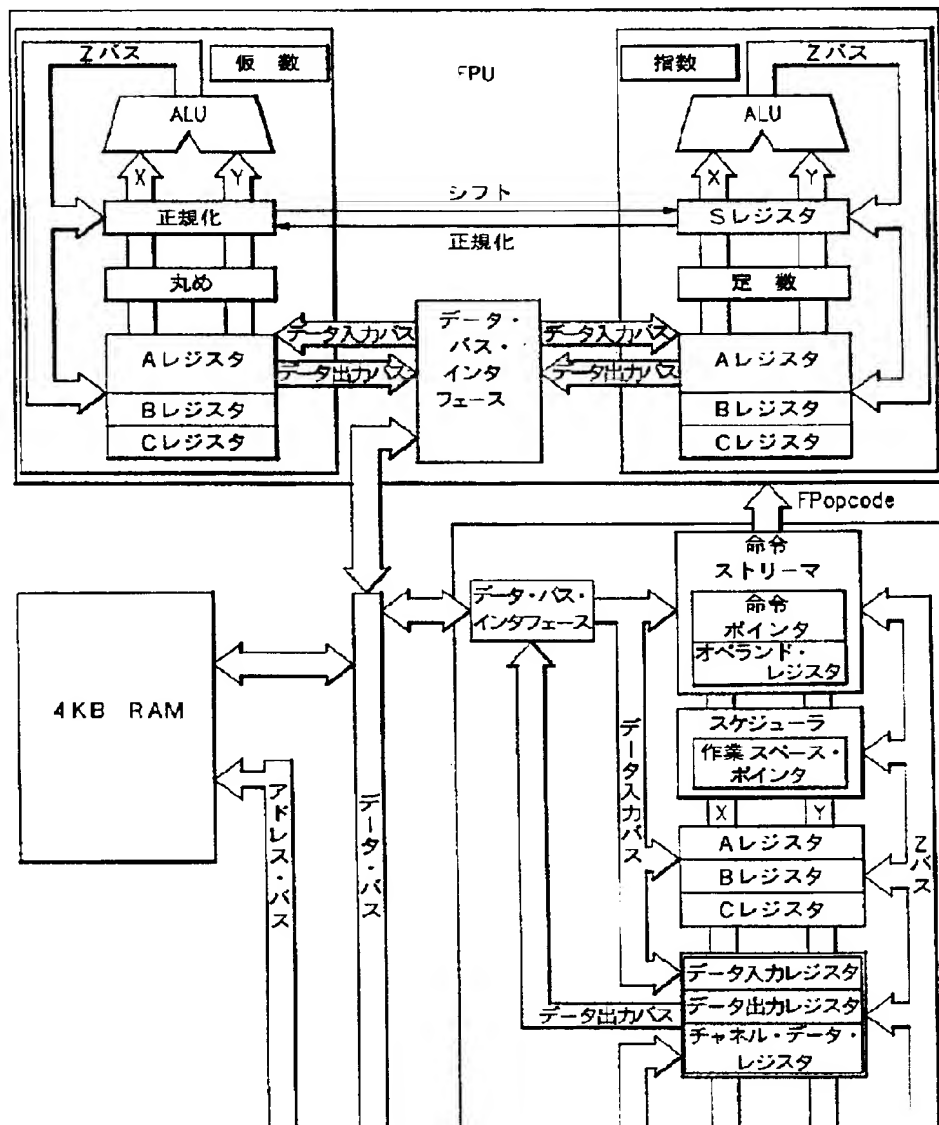 Zバス
仮 数
FPU
指数
Zバス
ALU
ALU
X
Y
X
Y
シフト
正規化
Sレジスタ
正規化
丸め
定 数
データ入力バス
データ・
バス・
インタ
フェース
データ入力バス
Aレジスタ
データ出力バス
データ出力バス
Aレジスタ
Bレジスタ
Bレジスタ
Cレジスタ
Cレジスタ
FPopcode
命令
ストリーマ
命令
ポインタ
オペランド・
レジスタ
データ・バス・
インタフェース
4KB RAM
スケジューラ
作業スペース・
ポインタ
データ入力バス
X
Y
アドレス・バス
データ・バス
Zバス
Aレジスタ
Bレジスタ
Cレジスタ
データ入力レジスタ
データ出力レジスタ
データ出力バス
チャネル・データ・
レジスタ